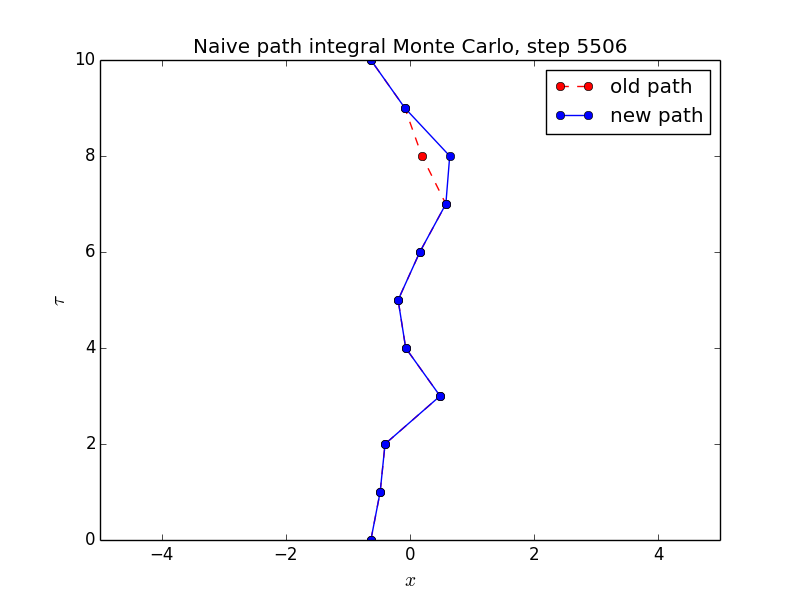 Naive path integral Monte Carlo, step 5506
old path
new path
10
8
6
4
2
0
τ
−4
−2
0
2
4
x